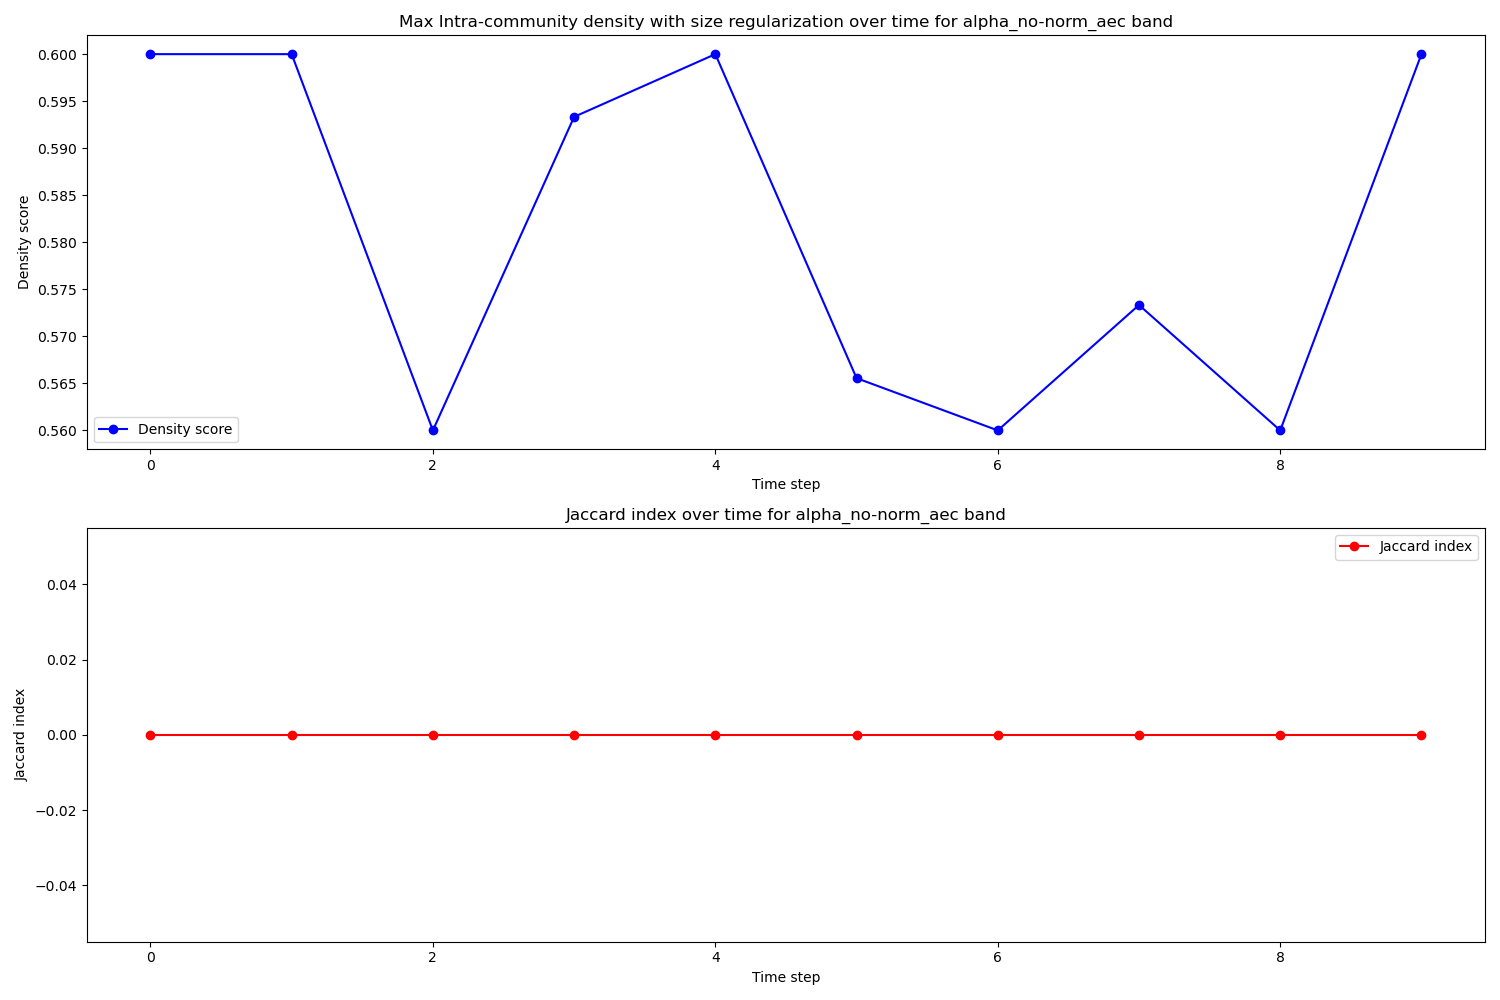 Max Intra-community density with size regularization over time for alpha_no-norm_aec band
0.600
0.595
0.590
0.585
0.580
0.575
0.570
0.565
0.560
Density score
Density score
0 2 4 6 8
Time step
Jaccard index over time for alpha_no-norm_aec band
0.04
0.02
0.00
−0.02
−0.04
Jaccard index
Jaccard index
0 2 4 6 8
Time step